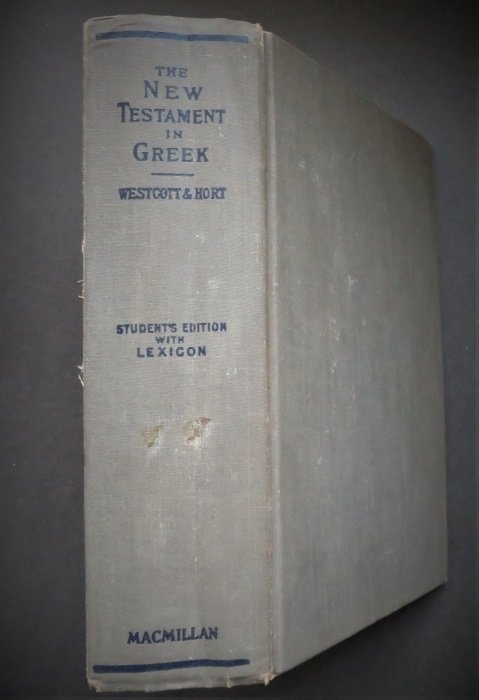 THE
NEW
TESTAMENT
IN
GREEK
WESTCOTT & HORT
STUDENT'S EDITION
WITH
LEXICON
MACMILLAN